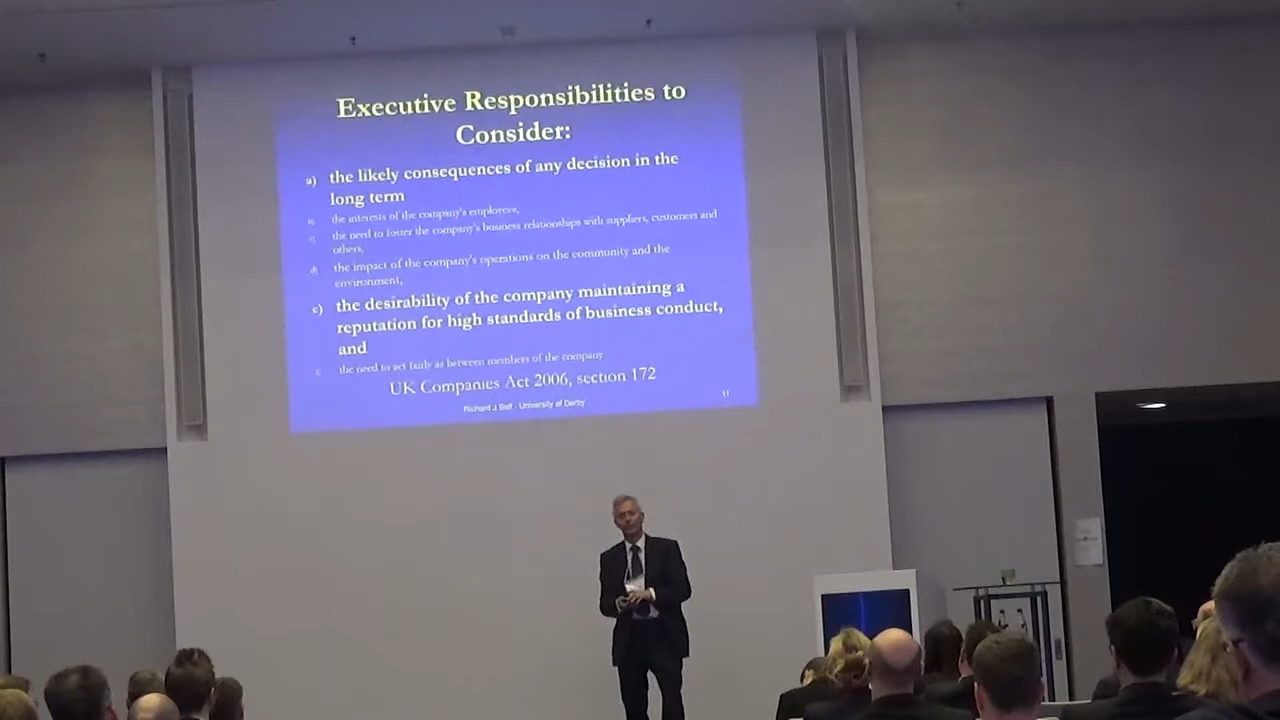 Executive Responsibilities to
Consider:
a) the likely consequences of any decision in the
long term
b) the interests of the company's employees,
c) the need to foster the company's business relationships with suppliers, customers and
others,
d) the impact of the company's operations on the community and the
environment,
e) the desirability of the company maintaining a
reputation for high standards of business conduct,
and
the need to act fairly as between members of the company
UK Companies Act 2006, section 172
Richard J Self - University of Derby
11